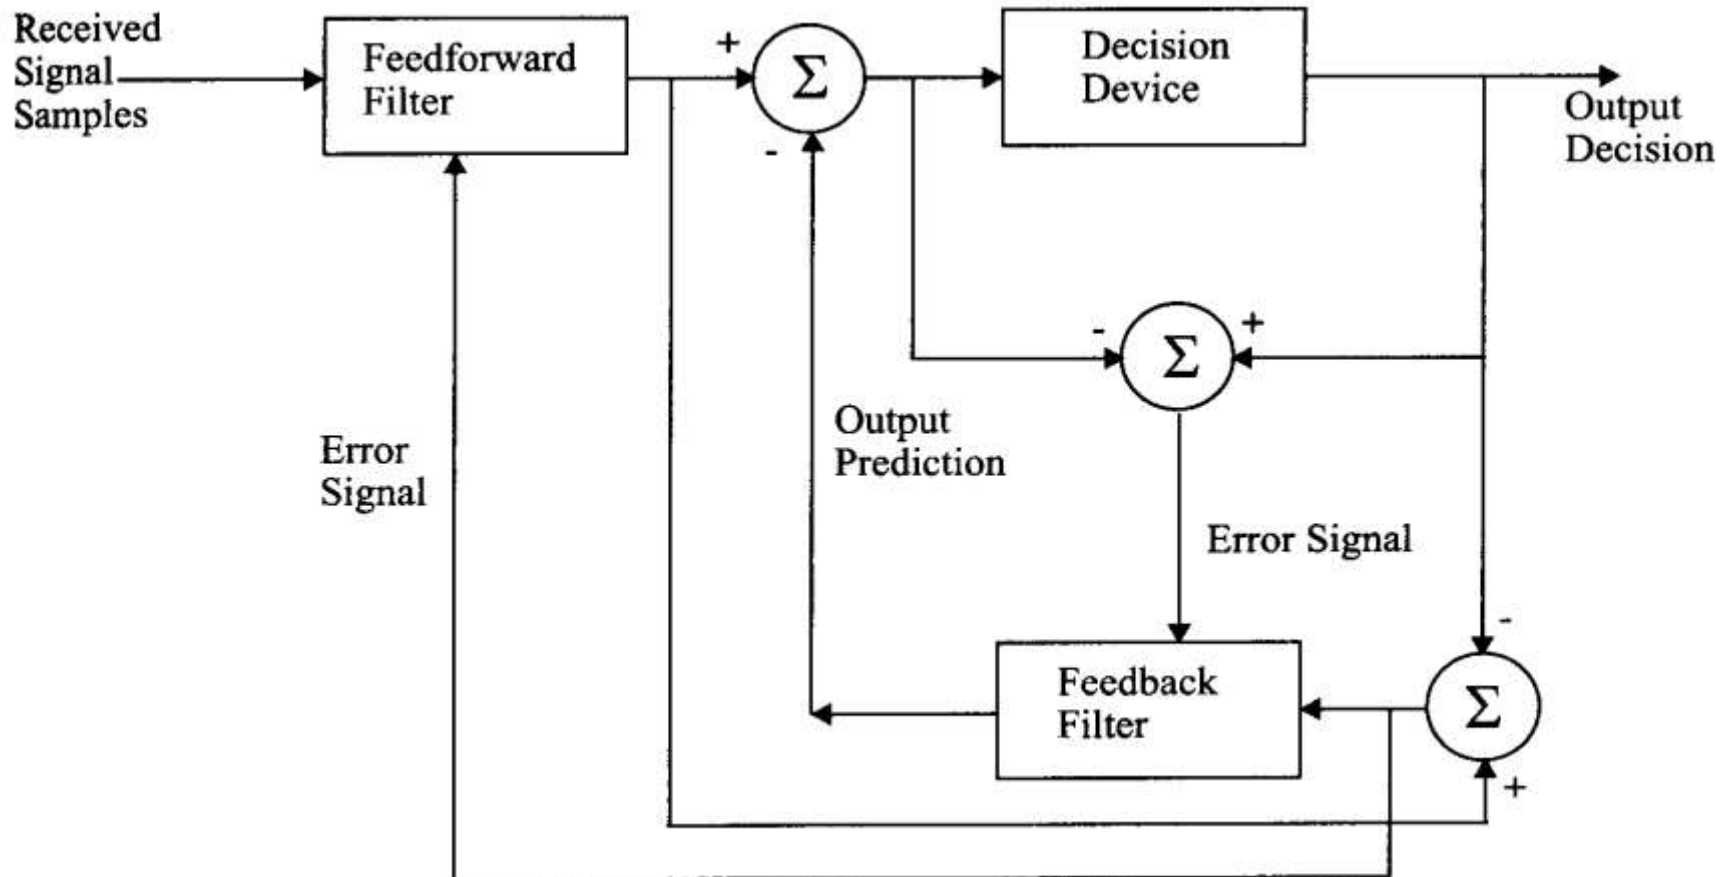 Received
Signal
Samples
Feedforward
Filter
+
Σ
-
Decision
Device
Output
Decision
-
Σ
+
Error
Signal
Output
Prediction
Error Signal
Feedback
Filter
-
Σ
+